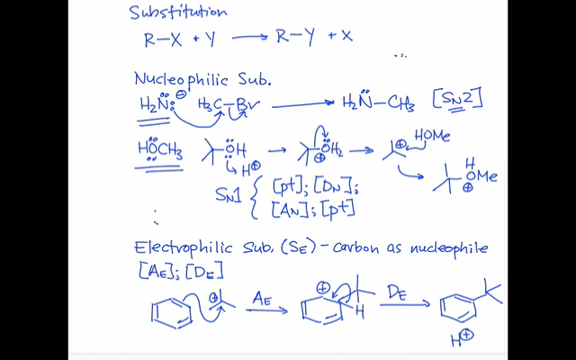 Substitution
R-X + Y → R-Y + X
...
Nucleophilic Sub.
H₂N:⊖ H₃C-Br → H₂N-CH₃ [SN2]
HOCH₃ OH → OH₂ ⊕ → ⊕ HOMe
H⊕
H
OMe
⊕
SN1 { [pt]; [DN];
[AN]; [pt]
:
Electrophilic Sub. (SE) - carbon as nucleophile
[AE]; [DE]
⊕ AE → ⊕ H DE →
H⊕